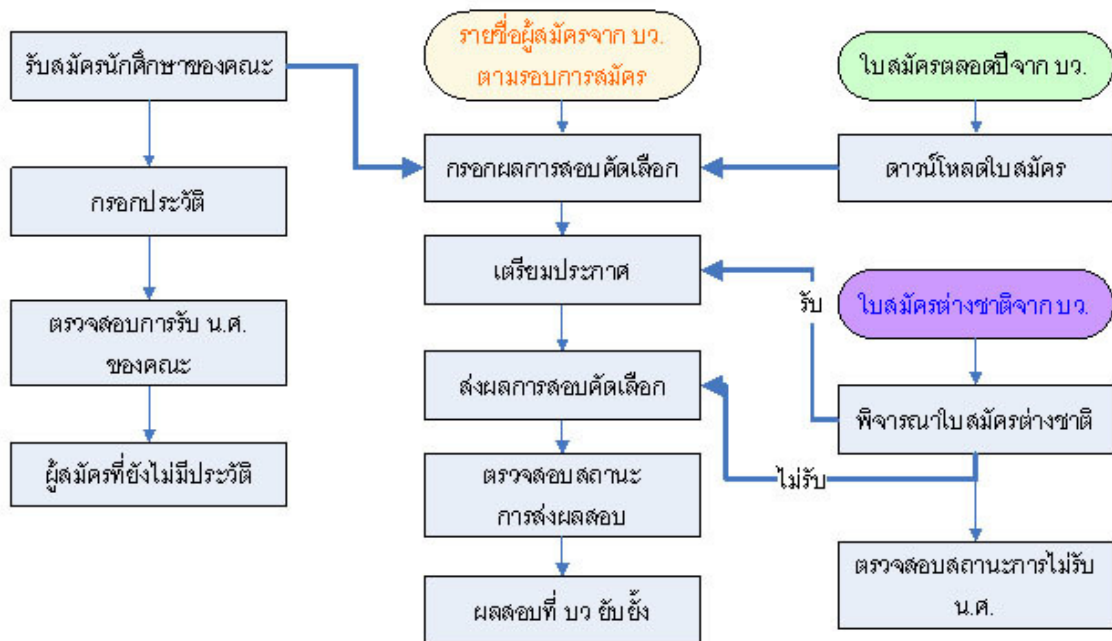 รับสมัครนักศึกษาของคณะ
กรอกประวัติ
ตรวจสอบการรับ น.ศ.
ของคณะ
ผู้สมัครที่ยังไม่มีประวัติ
รายชื่อผู้สมัครจาก บว.
ตามรอบการสมัคร
กรอกผลการสอบคัดเลือก
เตรียมประกาศ
ส่งผลการสอบคัดเลือก
ตรวจสอบสถานะ
การส่งผลสอบ
ผลสอบที่ บว ยับยั้ง
ใบสมัครตลอดปีจาก บว.
ดาวน์โหลดใบสมัคร
ใบสมัครต่างชาติจาก บว.
รับ
พิจารณาใบสมัครต่างชาติ
ไม่รับ
ตรวจสอบสถานะการไม่รับ
น.ศ.